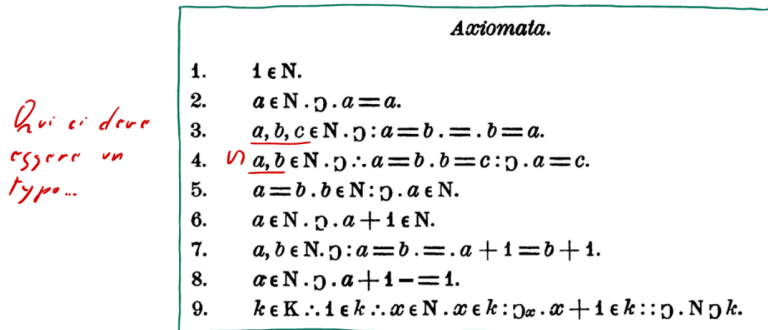 Axiomata.
1. 1 ϵ N.
2. a ϵ N . ɔ . a = a.
3. a, b, c ϵ N . ɔ : a = b . = . b = a.
4. a, b ϵ N . ɔ ∴ a = b . b = c : ɔ . a = c.
5. a = b . b ϵ N : ɔ . a ϵ N.
6. a ϵ N . ɔ . a + 1 ϵ N.
7. a, b ϵ N . ɔ : a = b . = . a + 1 = b + 1.
8. a ϵ N . ɔ . a + 1 - = 1.
9. k ϵ K ∴ 1 ϵ k ∴ x ϵ N . x ϵ k : ɔₓ . x + 1 ϵ k :: ɔ . N ɔ k.
Qui ci deve
essere un
typo...